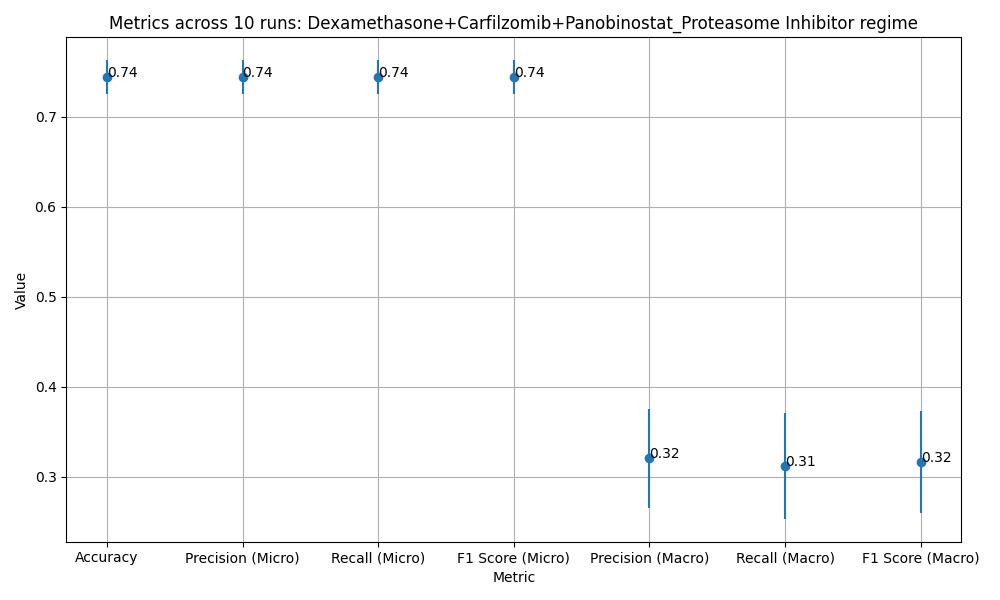 Metrics across 10 runs: Dexamethasone+Carfilzomib+Panobinostat_Proteasome Inhibitor regime
0.74 0.74 0.74 0.74
0.7
0.6
0.5
0.4
0.3
0.32 0.31 0.32
Value
Accuracy Precision (Micro) Recall (Micro) F1 Score (Micro) Precision (Macro) Recall (Macro) F1 Score (Macro)
Metric